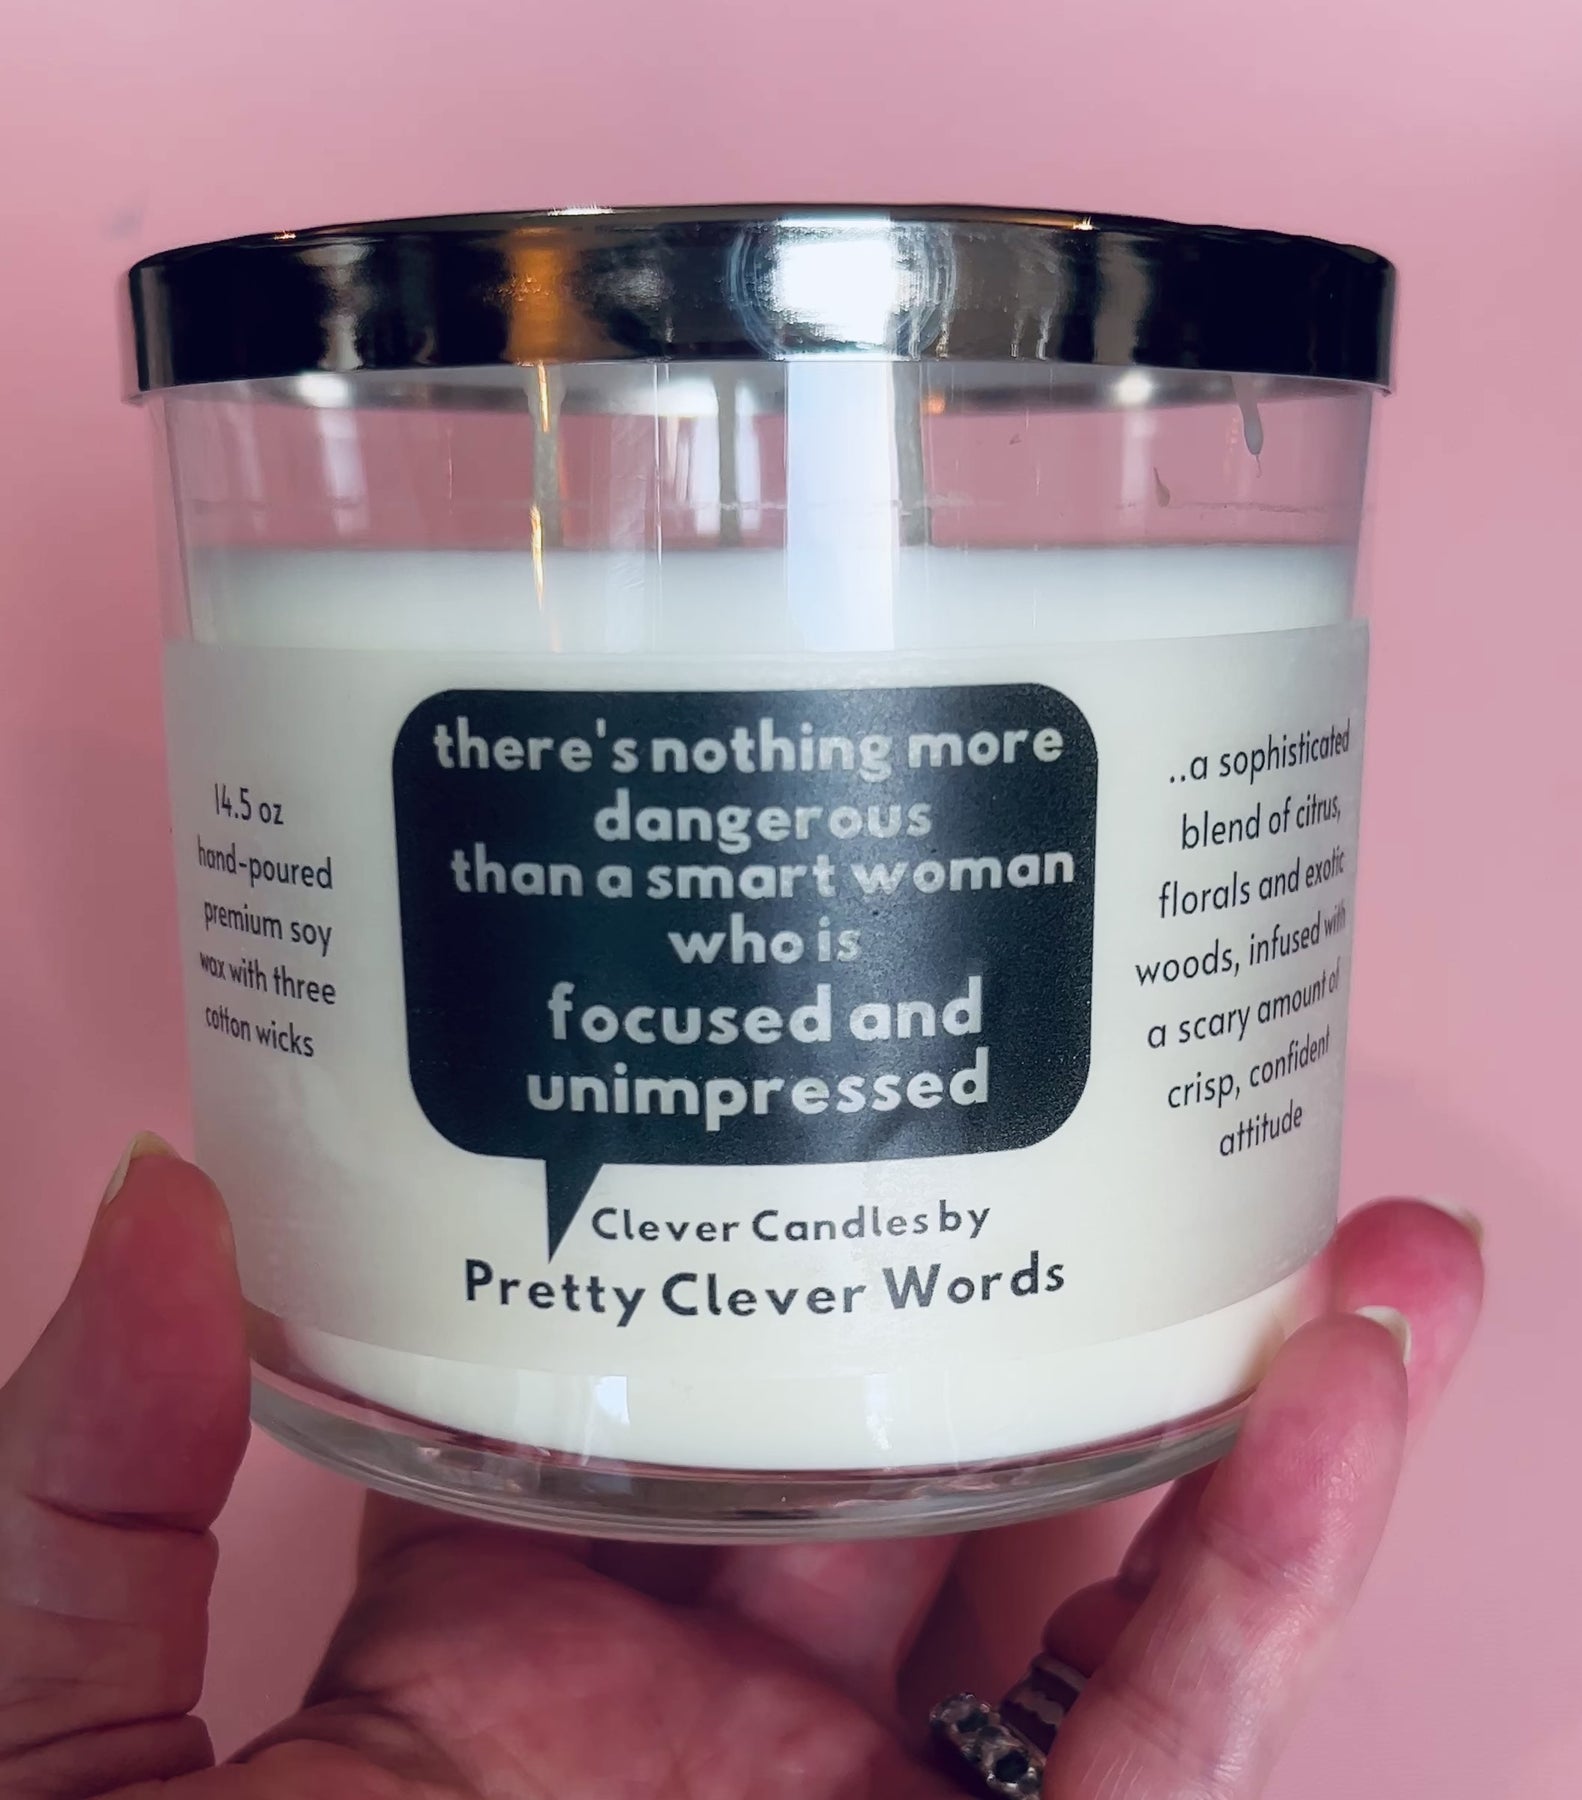 14.5 oz
hand-poured
premium soy
wax with three
cotton wicks
there's nothing more
dangerous
than a smart woman
who is
focused and
unimpressed
Clever Candles by
Pretty Clever Words
..a sophisticated
blend of citrus,
florals and exotic
woods, infused with
a scary amount of
crisp, confident
attitude